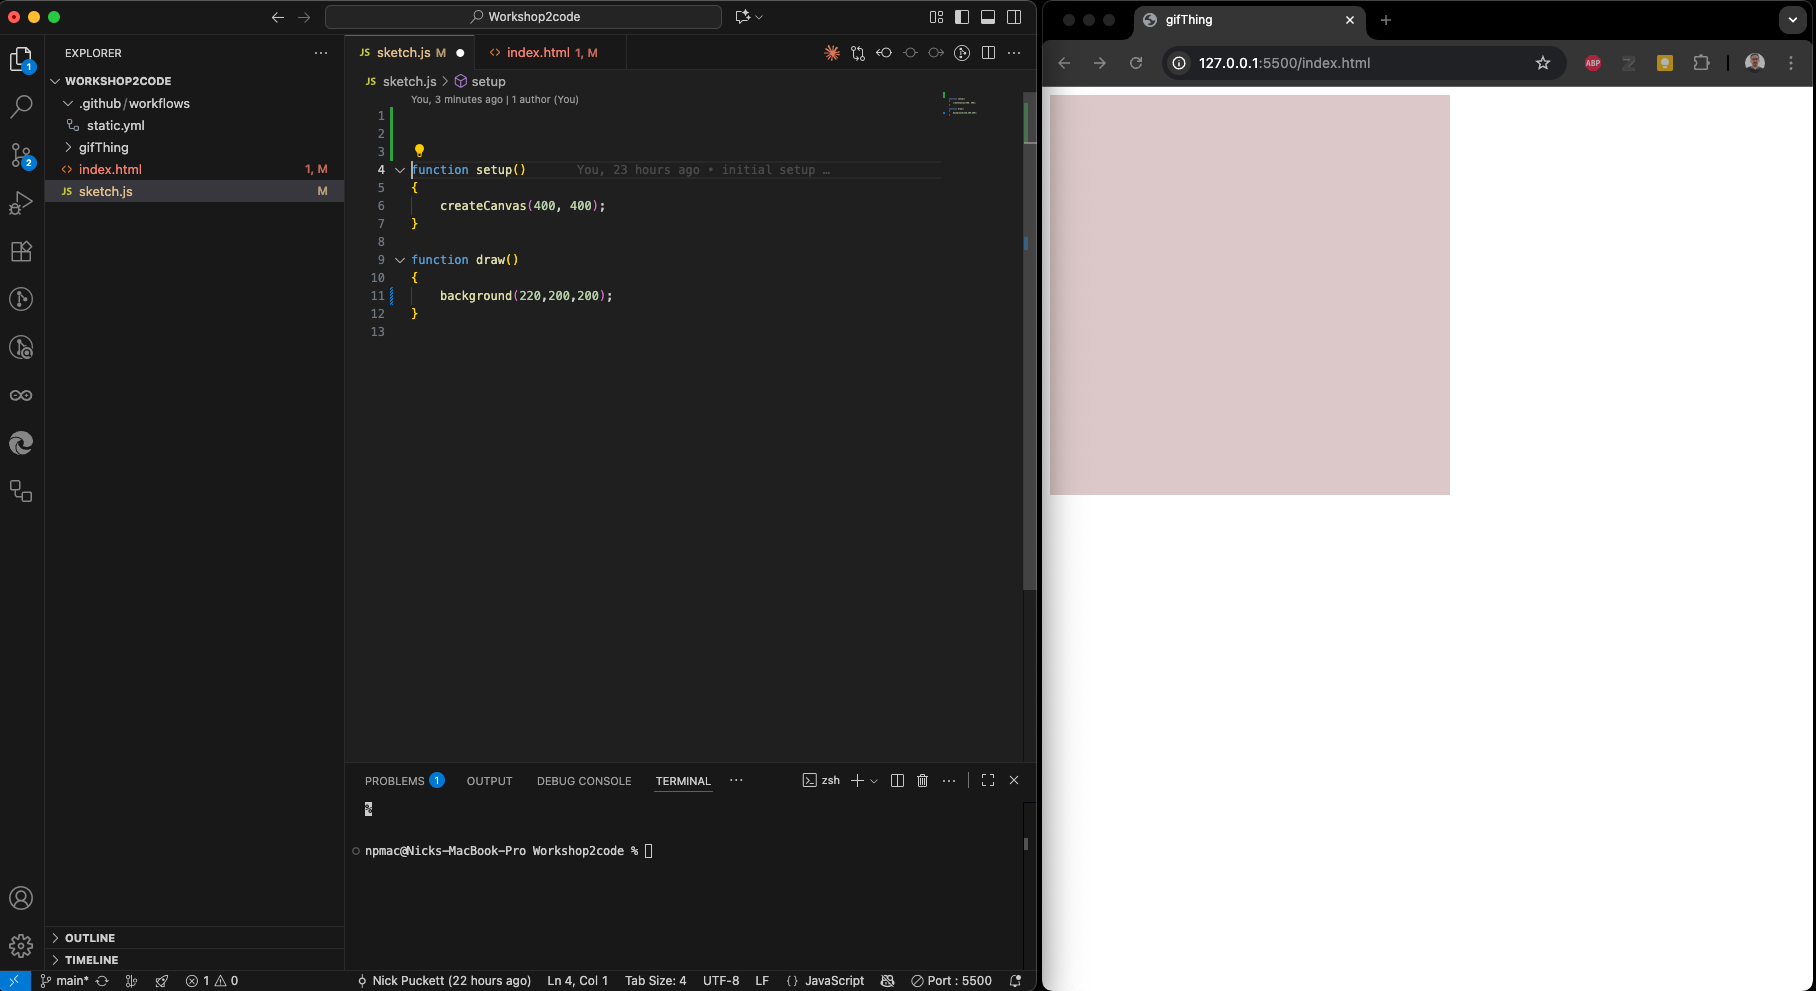 Workshop2code
EXPLORER
WORKSHOP2CODE
.github/workflows
static.yml
gifThing
index.html 1, M
JS sketch.js M
OUTLINE
TIMELINE
1
2
JS sketch.js M
index.html 1, M
JS sketch.js > setup
You, 3 minutes ago | 1 author (You)
1
2
3
4 function setup() You, 23 hours ago • initial setup …
5 {
6 createCanvas(400, 400);
7 }
8
9 function draw()
10 {
11 background(220,200,200);
12 }
13
PROBLEMS 1 OUTPUT DEBUG CONSOLE TERMINAL
zsh
%
npmac@Nicks-MacBook-Pro Workshop2code %
main* 1 0 Nick Puckett (22 hours ago) Ln 4, Col 1 Tab Size: 4 UTF-8 LF {} JavaScript Port : 5500
gifThing
127.0.0.1:5500/index.html
ABP